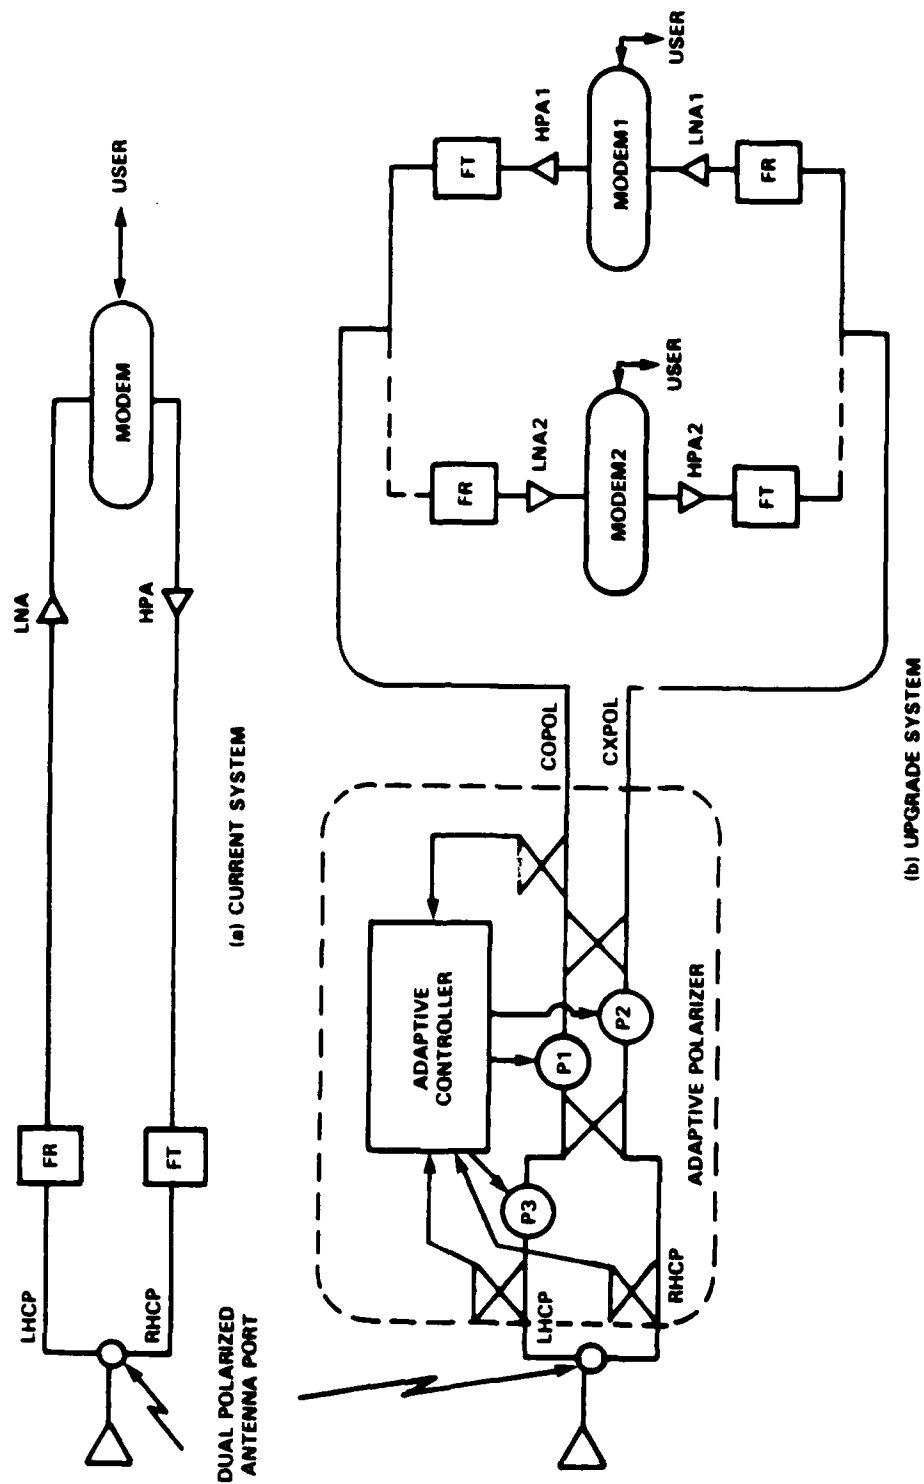 DUAL POLARIZED
ANTENNA PORT
LHCP
RHCP
FR
FT
LNA
HPA
MODEM
USER
(a) CURRENT SYSTEM
LHCP
RHCP
P3
ADAPTIVE
CONTROLLER
P1
P2
ADAPTIVE POLARIZER
COPOL
CXPOL
FR
LNA2
MODEM2
USER
HPA2
FT
FT
HPA1
MODEM1
USER
LNA1
FR
(b) UPGRADE SYSTEM